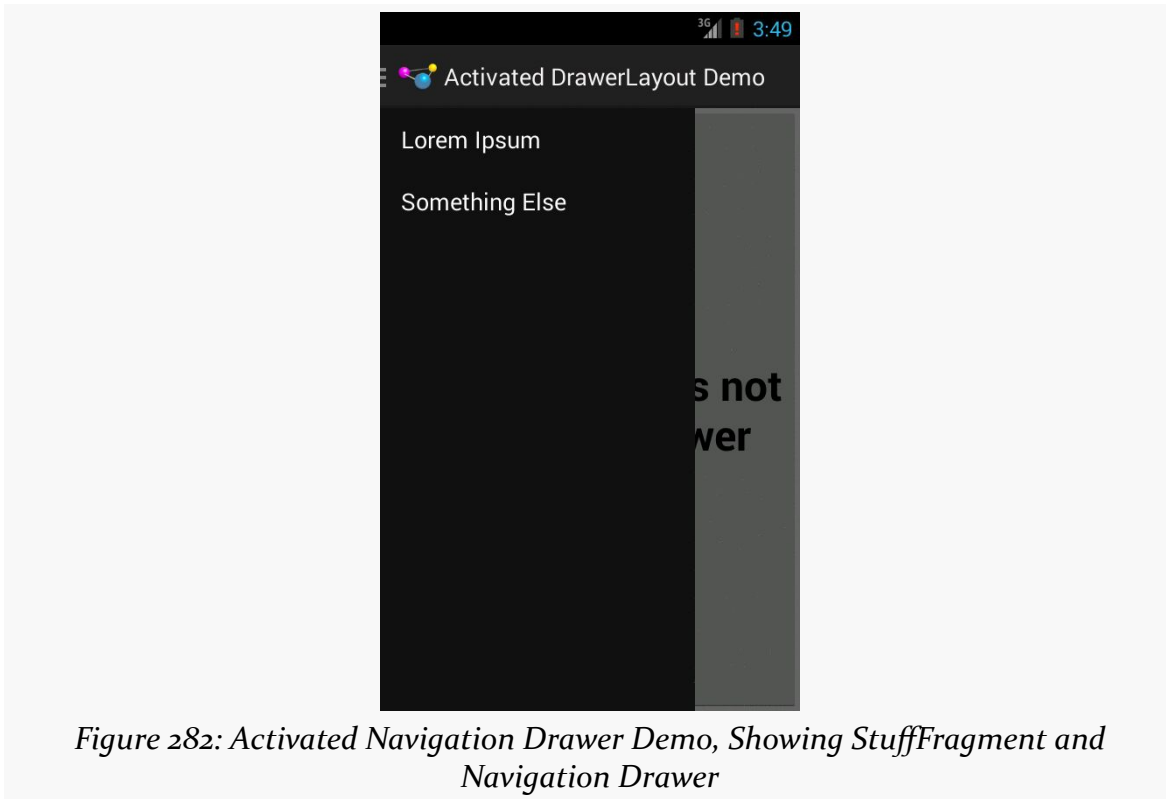 3G 3:49
Activated DrawerLayout Demo
Lorem Ipsum
Something Else
not
Figure 282: Activated Navigation Drawer Demo, Showing StuffFragment and
Navigation Drawer